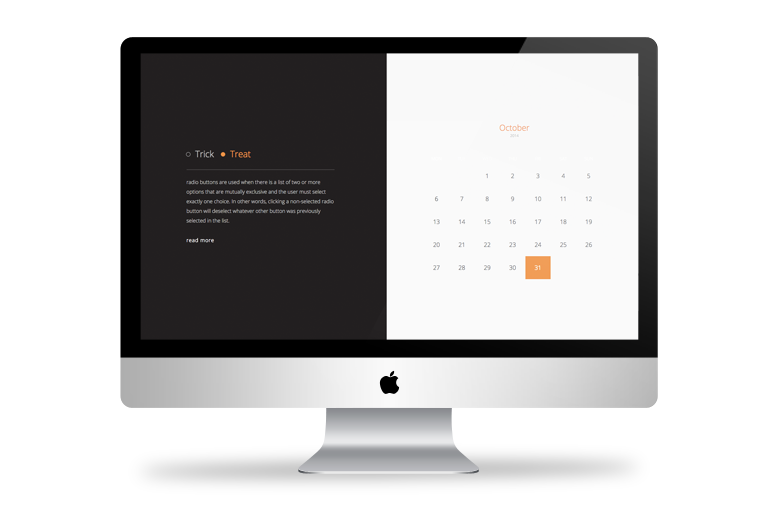 Trick Treat
radio buttons are used when there is a list of two or more
options that are mutually exclusive and the user must select
exactly one choice. In other words, clicking a non-selected radio
button will deselect whatever other button was previously
selected in the list.
read more
October
1 2 3 4 5
6 7 8 9 10 11 12
13 14 15 16 17 18 19
20 21 22 23 24 25 26
27 28 29 30 31